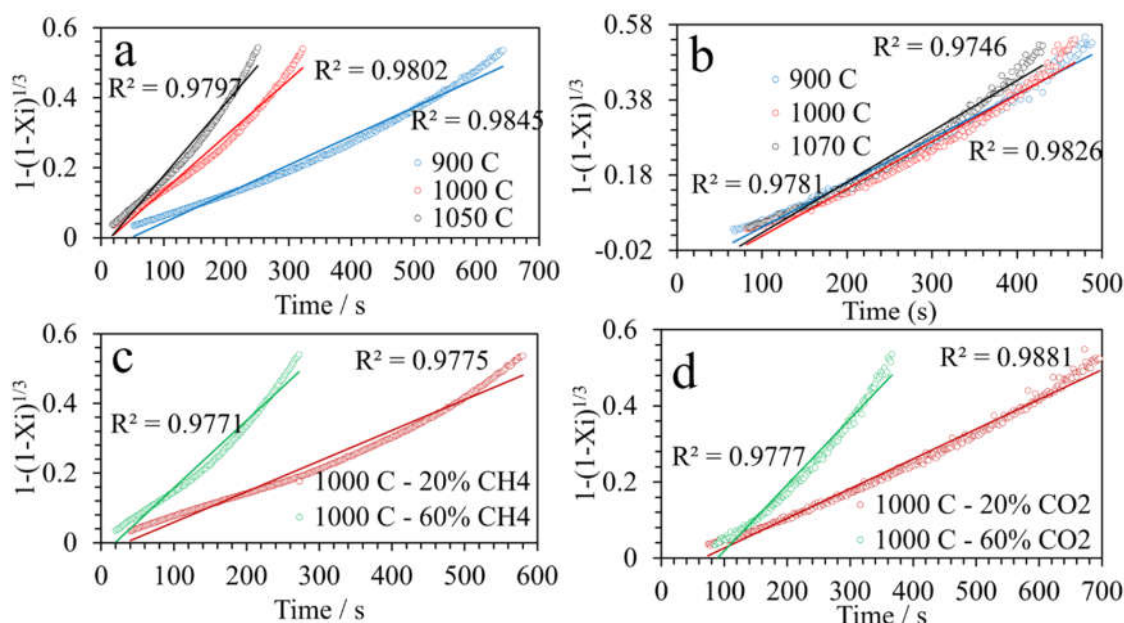 a
0.6
0.4
0.2
0
1-(1-Xi)^1/3
R² = 0.9797
R² = 0.9802
R² = 0.9845
900 C
1000 C
1050 C
0 100 200 300 400 500 600 700
Time / s
b
0.58
0.38
0.18
-0.02
1-(1-Xi)^1/3
R² = 0.9746
900 C
1000 C
1070 C
R² = 0.9826
R² = 0.9781
0 100 200 300 400 500
Time (s)
c
0.6
0.4
0.2
0
1-(1-Xi)^1/3
R² = 0.9775
R² = 0.9771
1000 C - 20% CH4
1000 C - 60% CH4
0 100 200 300 400 500 600
Time / s
d
0.6
0.4
0.2
0
1-(1-Xi)^1/3
R² = 0.9881
R² = 0.9777
1000 C - 20% CO2
1000 C - 60% CO2
0 100 200 300 400 500 600 700
Time / s